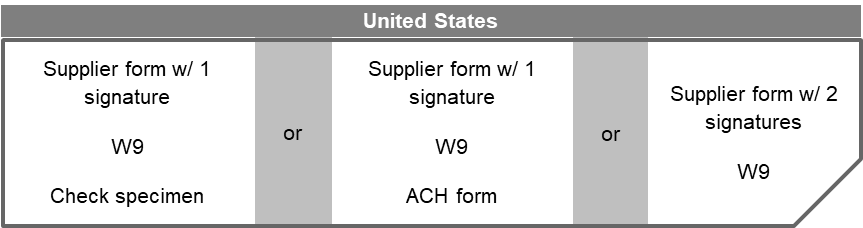 United States
Supplier form w/ 1
signature
W9
Check specimen
or
Supplier form w/ 1
signature
W9
ACH form
or
Supplier form w/ 2
signatures
W9